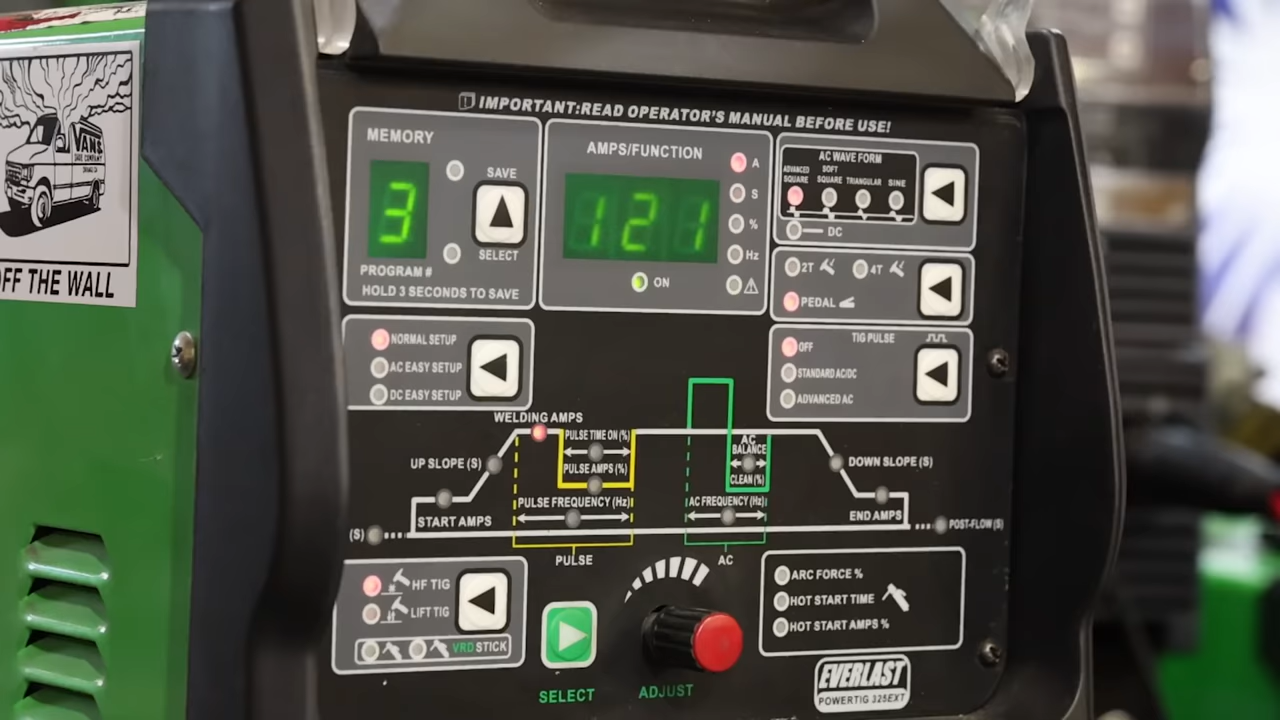 IMPORTANT:READ OPERATOR'S MANUAL BEFORE USE!
VANS
OFF THE WALL
MEMORY
3
SAVE
SELECT
PROGRAM #
HOLD 3 SECONDS TO SAVE
AMPS/FUNCTION
121
A
S
%
Hz
ON
AC WAVE FORM
ADVANCED SQUARE
SOFT SQUARE
TRIANGULAR
SINE
DC
2T
4T
PEDAL
NORMAL SETUP
AC EASY SETUP
DC EASY SETUP
TIG PULSE
OFF
STANDARD AC/DC
ADVANCED AC
WELDING AMPS
PULSE TIME ON (%)
PULSE AMPS (%)
PULSE FREQUENCY (Hz)
UP SLOPE (S)
START AMPS
(S)
AC BALANCE
CLEAN (%)
AC FREQUENCY (Hz)
DOWN SLOPE (S)
END AMPS
POST-FLOW (S)
PULSE
AC
HF TIG
LIFT TIG
VRD STICK
SELECT
ADJUST
ARC FORCE %
HOT START TIME
HOT START AMPS %
EVERLAST
POWERTIG 325EXT